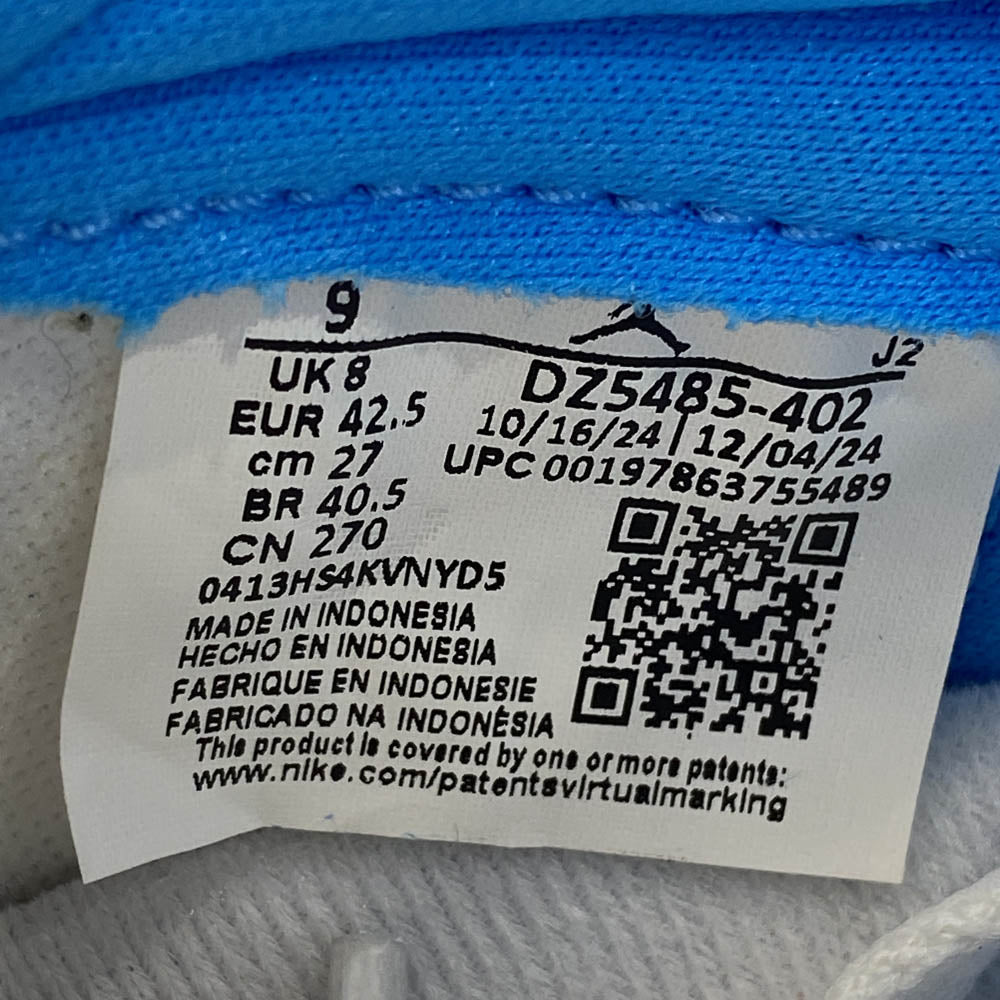 9
UK 8
EUR 42.5
cm 27
BR 40.5
CN 270
0413HS4KVNYD5
MADE IN INDONESIA
HECHO EN INDONESIA
FABRIQUE EN INDONESIE
FABRICADO NA INDONÉSIA
This product is covered by one or more patents:
www.nike.com/patentsvirtualmarking
J2
DZ5485-402
10/16/24 | 12/04/24
UPC 00197863755489